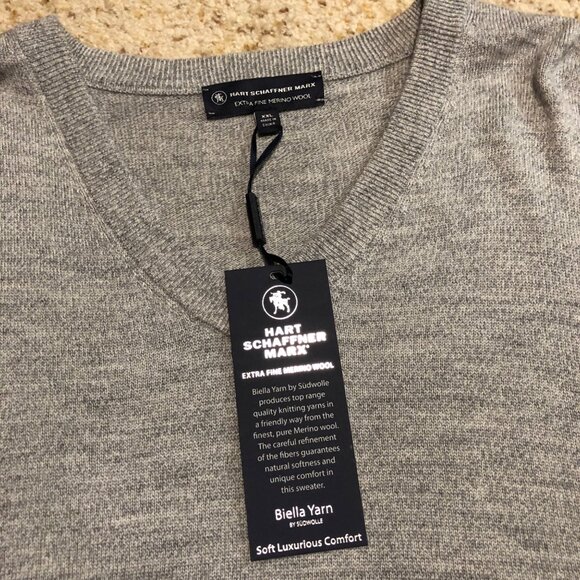 HART SCHAFFNER MARX
EXTRA FINE MERINO WOOL
XXL
MADE IN
HART
SCHAFFNER
MARX®
EXTRA FINE MERINO WOOL
Biella Yarn by Südwolle
produces top range
quality knitting yarns in
a friendly way from the
finest, pure Merino wool.
The careful refinement
of the fibers guarantees
natural softness and
unique comfort in
this sweater.
Biella Yarn
BY SÜDWOLLE
Soft Luxurious Comfort